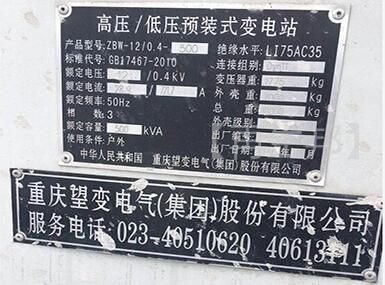 高压/低压预装式变电站
产品型号:ZBW-12/0.4-500 绝缘水平:LI75AC35
标准代号:GB17467-2010 连接组别:
额定电压:12/0.4kV 变压器重: kg
额定电流: 外壳 kg
额定频率:50Hz
相数:3 外壳级别:
额定容量:500 kVA 出厂编号
使用条件:户外 出厂 月
中华人民共和国 重庆望变电气(集团)股份有限公司
重庆望变电气(集团)股份有限公司
服务电话:023-40510620 40613111